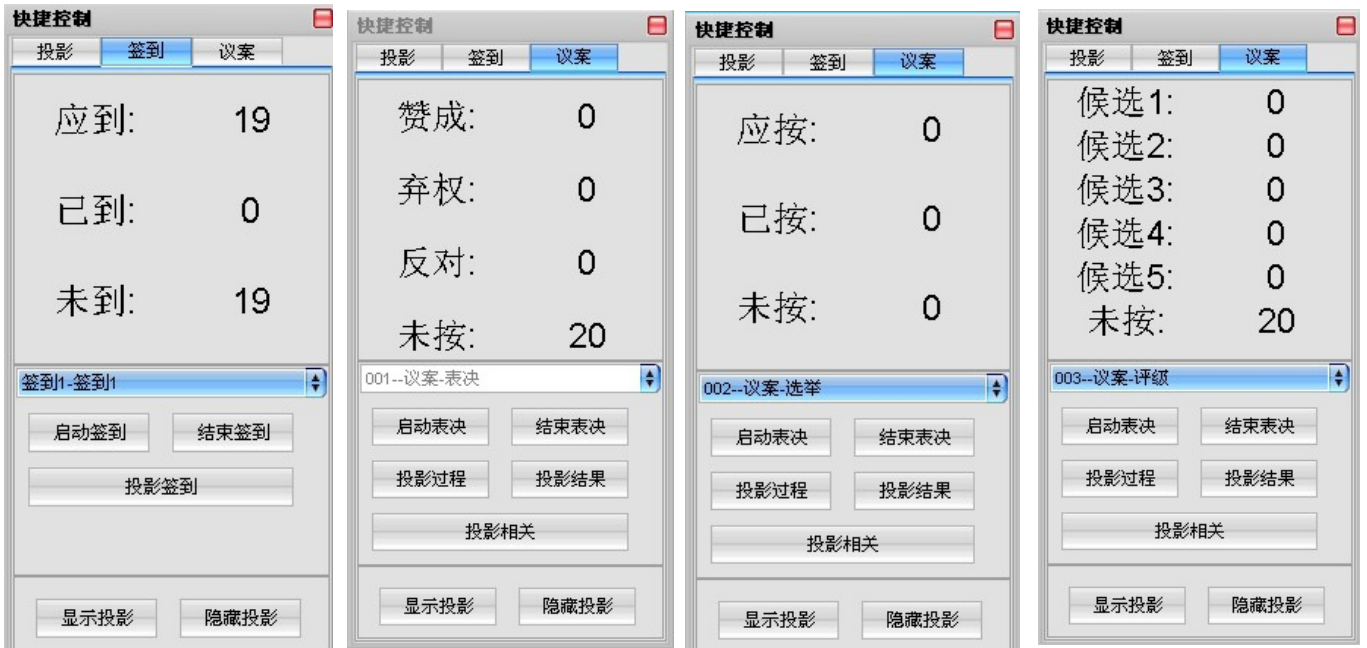 快捷控制
投影 签到 议案
应到: 19
已到: 0
未到: 19
签到1-签到1
启动签到 结束签到
投影签到
显示投影 隐藏投影
快捷控制
投影 签到 议案
赞成: 0
弃权: 0
反对: 0
未按: 20
001--议案-表决
启动表决 结束表决
投影过程 投影结果
投影相关
显示投影 隐藏投影
快捷控制
投影 签到 议案
应按: 0
已按: 0
未按: 0
002--议案-选举
启动表决 结束表决
投影过程 投影结果
投影相关
显示投影 隐藏投影
快捷控制
投影 签到 议案
候选1: 0
候选2: 0
候选3: 0
候选4: 0
候选5: 0
未按: 20
003--议案-评级
启动表决 结束表决
投影过程 投影结果
投影相关
显示投影 隐藏投影